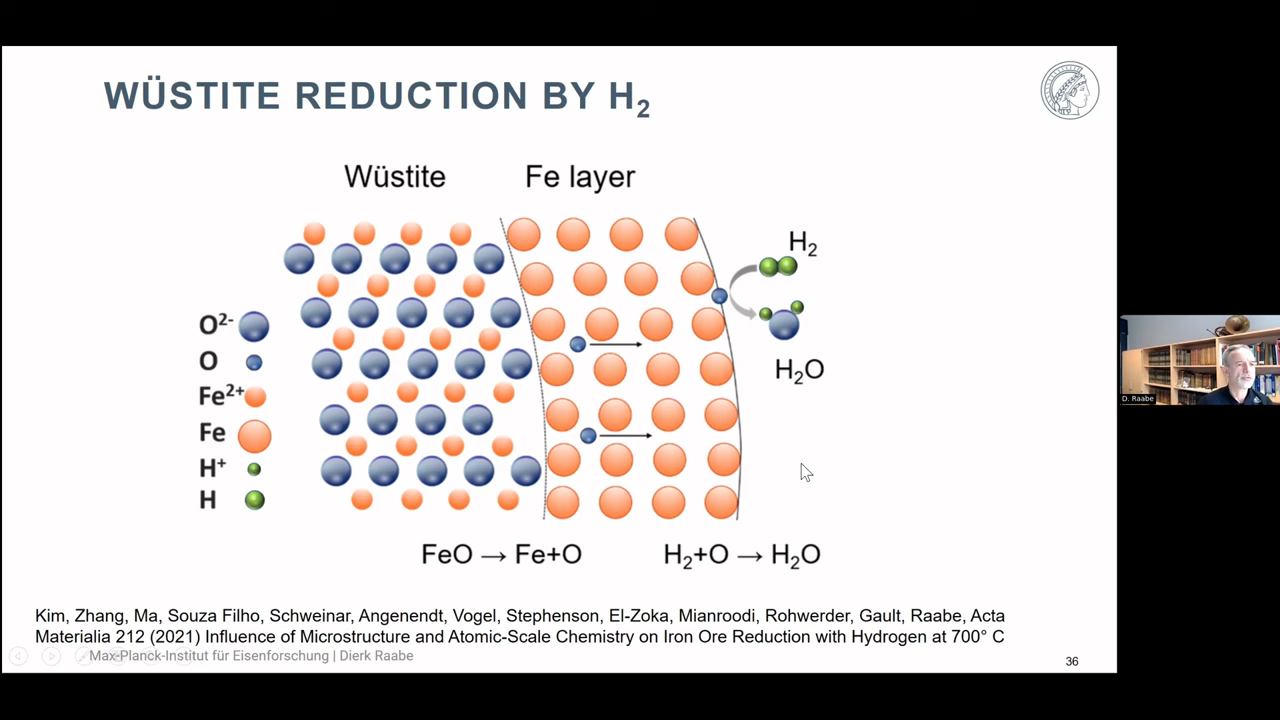 WÜSTITE REDUCTION BY H₂
Wüstite
Fe layer
H₂
O²⁻
O
Fe²⁺
Fe
H⁺
H
H₂O
FeO → Fe+O
H₂+O → H₂O
Kim, Zhang, Ma, Souza Filho, Schweinar, Angenendt, Vogel, Stephenson, El-Zoka, Mianroodi, Rohwerder, Gault, Raabe, Acta
Materialia 212 (2021) Influence of Microstructure and Atomic-Scale Chemistry on Iron Ore Reduction with Hydrogen at 700° C
Max-Planck-Institut für Eisenforschung | Dierk Raabe
36
D. Raabe